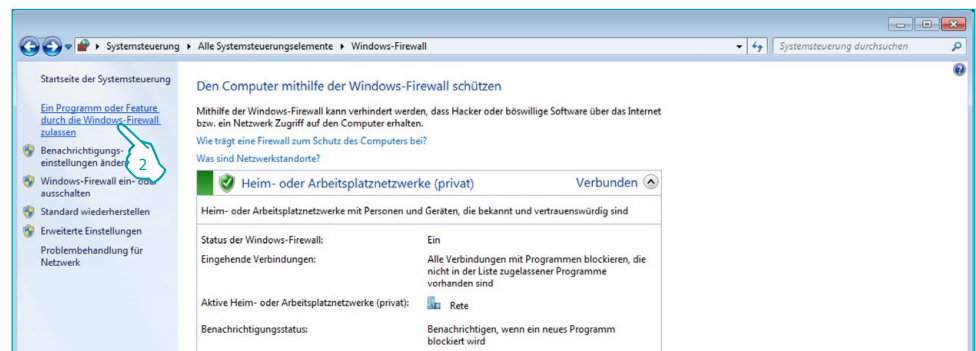 Systemsteuerung ▸ Alle Systemsteuerungselemente ▸ Windows-Firewall
Systemsteuerung durchsuchen
Startseite der Systemsteuerung
Ein Programm oder Feature
durch die Windows-Firewall
zulassen
Benachrichtigungs-
einstellungen ändern
2
Windows-Firewall ein- oder
ausschalten
Standard wiederherstellen
Erweiterte Einstellungen
Problembehandlung für
Netzwerk
Den Computer mithilfe der Windows-Firewall schützen
Mithilfe der Windows-Firewall kann verhindert werden, dass Hacker oder böswillige Software über das Internet
bzw. ein Netzwerk Zugriff auf den Computer erhalten.
Wie trägt eine Firewall zum Schutz des Computers bei?
Was sind Netzwerkstandorte?
Heim- oder Arbeitsplatznetzwerke (privat) Verbunden
Heim- oder Arbeitsplatznetzwerke mit Personen und Geräten, die bekannt und vertrauenswürdig sind
Status der Windows-Firewall: Ein
Eingehende Verbindungen: Alle Verbindungen mit Programmen blockieren, die
nicht in der Liste zugelassener Programme
vorhanden sind
Aktive Heim- oder Arbeitsplatznetzwerke (privat): Rete
Benachrichtigungsstatus: Benachrichtigen, wenn ein neues Programm
blockiert wird